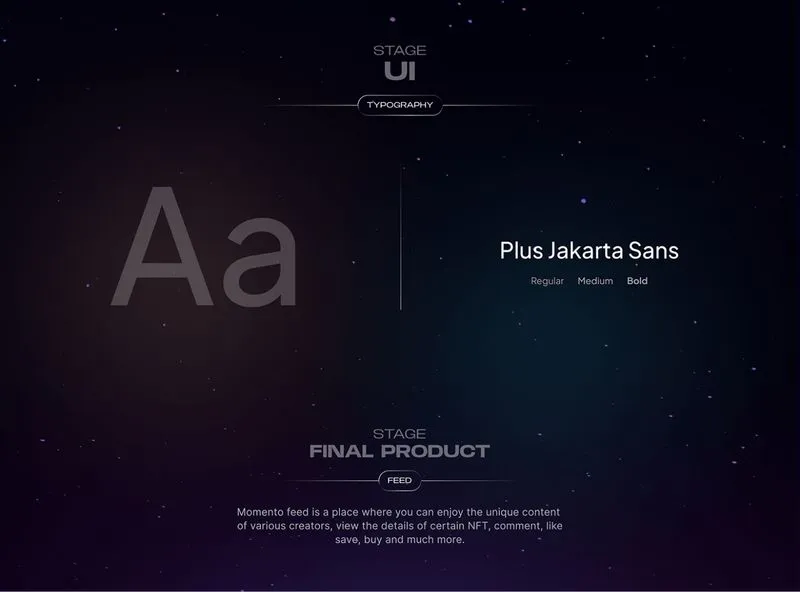 STAGE
UI
TYPOGRAPHY
Aa
Plus Jakarta Sans
Regular Medium Bold
STAGE
FINAL PRODUCT
FEED
Momento feed is a place where you can enjoy the unique content
of various creators, view the details of certain NFT, comment, like
save, buy and much more.